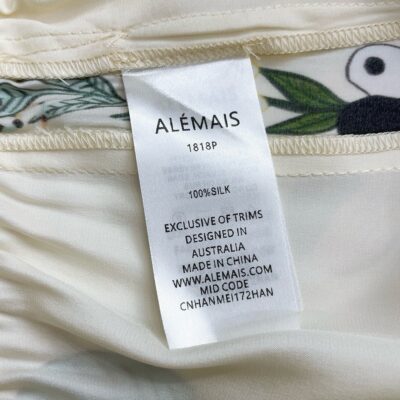 ALÉMAIS
1818P
100%SILK
EXCLUSIVE OF TRIMS
DESIGNED IN
AUSTRALIA
MADE IN CHINA
WWW.ALEMAIS.COM
MID CODE
CNHANMEI172HAN